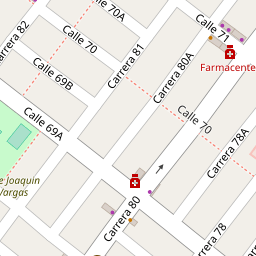 Calle 70A
Calle 71
Carrera 82
Calle 70
Carrera 81
Farmacente
Carrera 80A
Calle 69B
Calle 70
Calle 69A
Carrera 78A
e Joaquin
Vargas
Carrera 80
Carrera 78